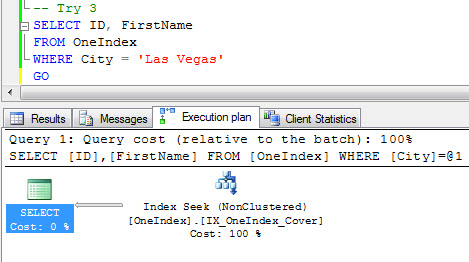 -- Try 3
SELECT ID, FirstName
FROM OneIndex
WHERE City = 'Las Vegas'
GO
Results Messages Execution plan Client Statistics
Query 1: Query cost (relative to the batch): 100%
SELECT [ID],[FirstName] FROM [OneIndex] WHERE [City]=@1
SELECT
Cost: 0 %
Index Seek (NonClustered)
[OneIndex].[IX_OneIndex_Cover]
Cost: 100 %